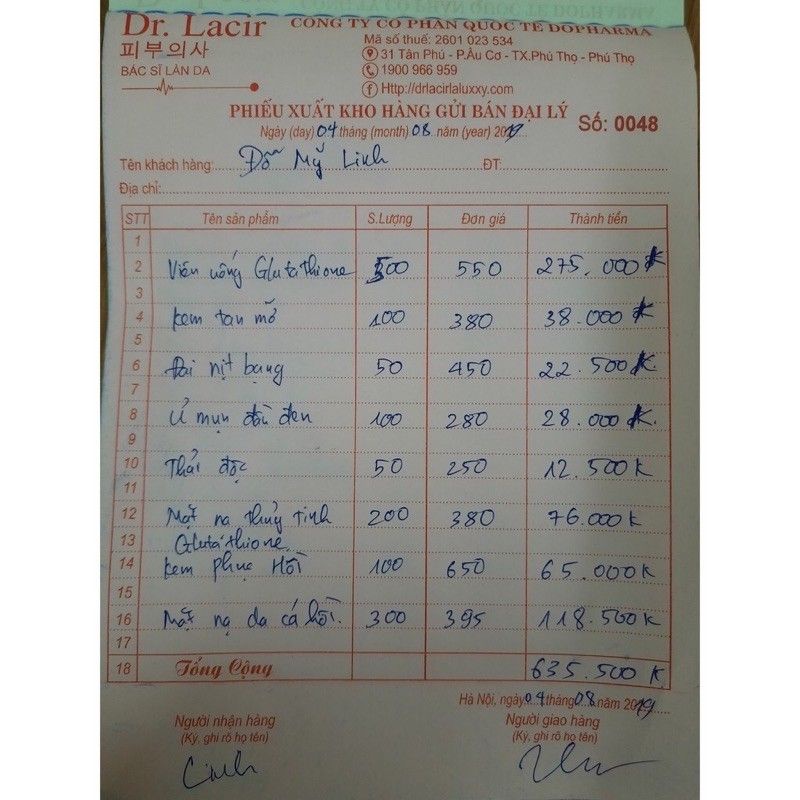 Dr. Lacir
피부의사
BÁC SĨ LÀN DA
CÔNG TY CỔ PHẦN QUỐC TẾ DOPHARMA
Mã số thuế: 2601 023 534
31 Tân Phú - P.Âu Cơ - TX.Phú Thọ - Phú Thọ
1900 966 959
Http://drlacirlaluxxy.com
PHIẾU XUẤT KHO HÀNG GỬI BÁN ĐẠI LÝ
Số: 0048
Ngày (day) 04 tháng (month) 08 năm (year) 2019
Tên khách hàng: Đỗ Mỹ Linh ĐT:
Địa chỉ:
STT Tên sản phẩm S.Lượng Đơn giá Thành tiền
1
2 Viên uống Glutathione 500 550 275.000K
3
4 Kem tan mỡ 100 380 38.000K
5
6 Đai nịt bụng 50 450 22.500K
7
8 Ủ mụn đầu đen 100 280 28.000K
9
10 Thải độc 50 250 12.500K
11
12 Mặt nạ thủy tinh 200 380 76.000K
13 Glutathione
14 Kem phục Hồi 100 650 65.000K
15
16 Mặt nạ da cá hồi. 300 395 118.500K
17
18 Tổng Cộng 635.500K
Hà Nội, ngày 04 tháng 08 năm 2019
Người nhận hàng Người giao hàng
(Ký, ghi rõ họ tên) (Ký, ghi rõ họ tên)
Linh